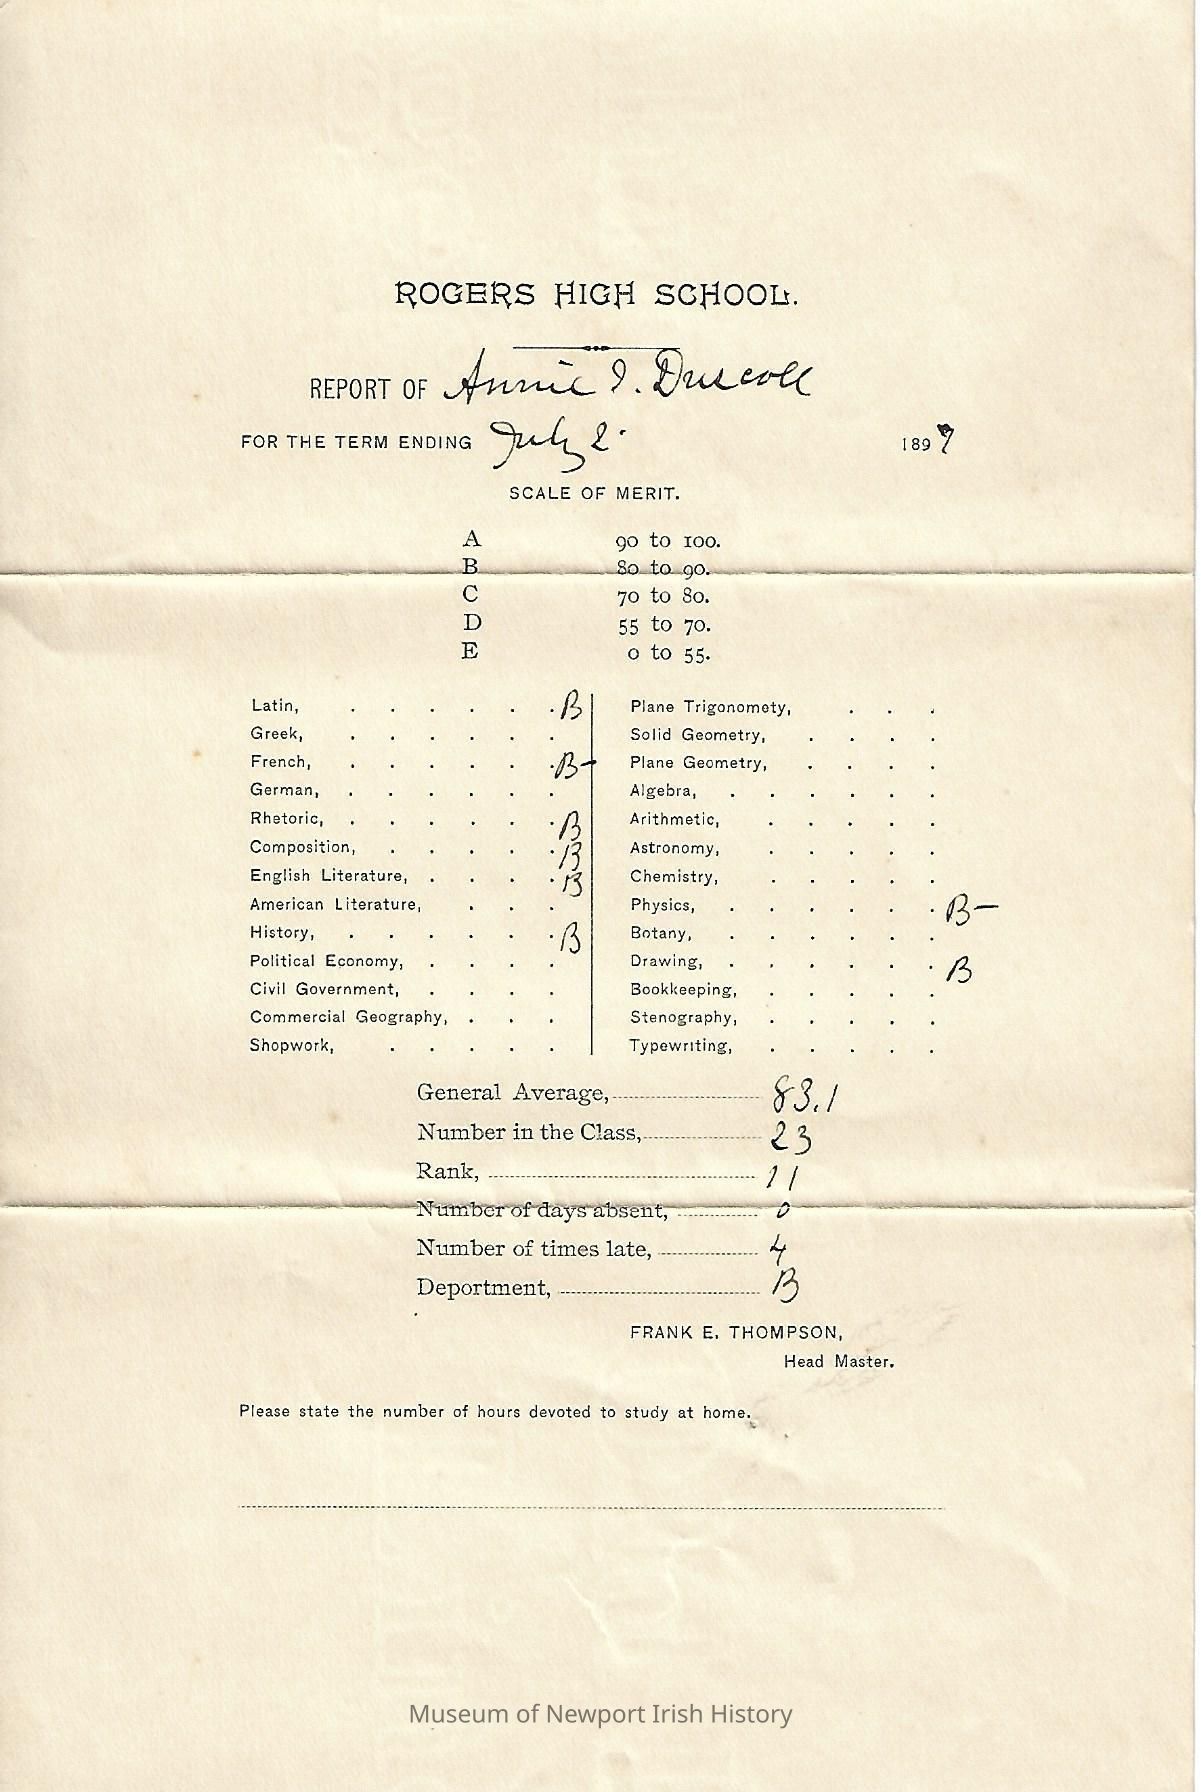 ROGERS HIGH SCHOOL.
REPORT OF Annie I. Driscoll
FOR THE TERM ENDING July 2. 1897
SCALE OF MERIT.
A 90 to 100.
B 80 to 90.
C 70 to 80.
D 55 to 70.
E 0 to 55.
Latin, . . . . . . B
Greek, . . . . . .
French, . . . . . . B-
German, . . . . . .
Rhetoric, . . . . . . B
Composition, . . . . . B
English Literature, . . . . B
American Literature, . . .
History, . . . . . . B
Political Economy, . . . .
Civil Government, . . . .
Commercial Geography, . . .
Shopwork, . . . . .
Plane Trigonomety, . . .
Solid Geometry, . . . .
Plane Geometry, . . . .
Algebra, . . . . . .
Arithmetic, . . . . .
Astronomy, . . . . .
Chemistry, . . . . .
Physics, . . . . . . B-
Botany, . . . . . .
Drawing, . . . . . . B
Bookkeeping, . . . . .
Stenography, . . . . .
Typewriting, . . . . .
General Average, 83.1
Number in the Class, 23
Rank, 11
Number of days absent, 0
Number of times late, 4
Deportment, B
FRANK E. THOMPSON,
Head Master.
Please state the number of hours devoted to study at home.
Museum of Newport Irish History